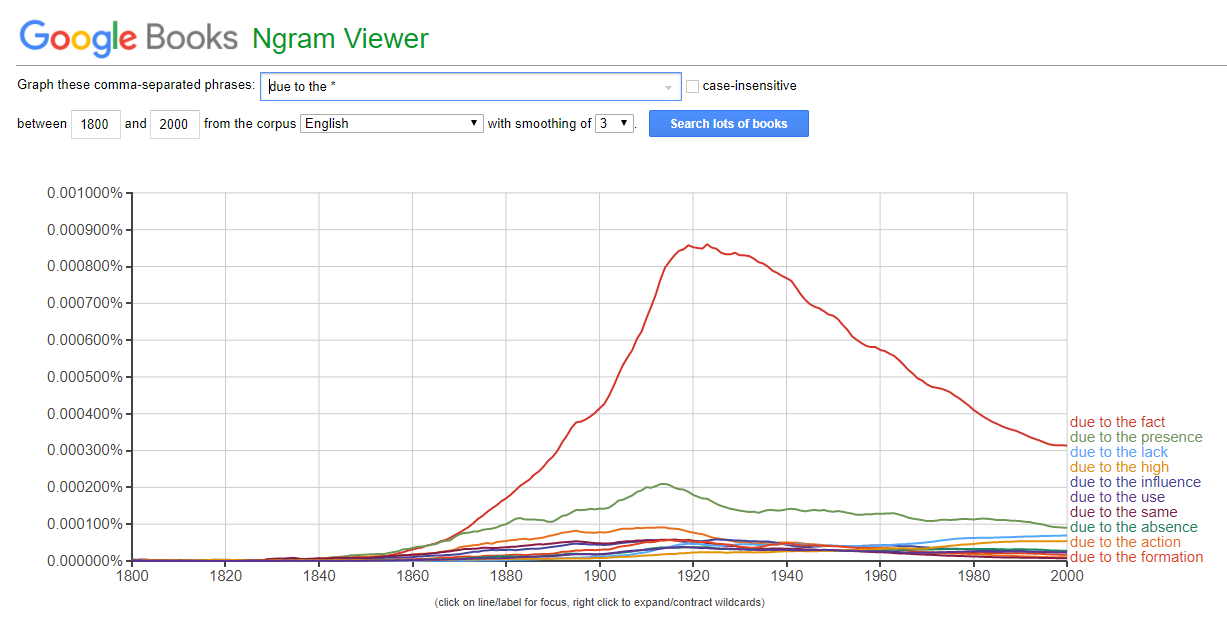 Google Books Ngram Viewer
Graph these comma-separated phrases: due to the * case-insensitive
between 1800 and 2000 from the corpus English with smoothing of 3 . Search lots of books
0.001000%
0.000900%
0.000800%
0.000700%
0.000600%
0.000500%
0.000400%
0.000300%
0.000200%
0.000100%
0.000000%
1800 1820 1840 1860 1880 1900 1920 1940 1960 1980 2000
due to the fact
due to the presence
due to the lack
due to the high
due to the influence
due to the use
due to the same
due to the absence
due to the action
due to the formation
(click on line/label for focus, right click to expand/contract wildcards)